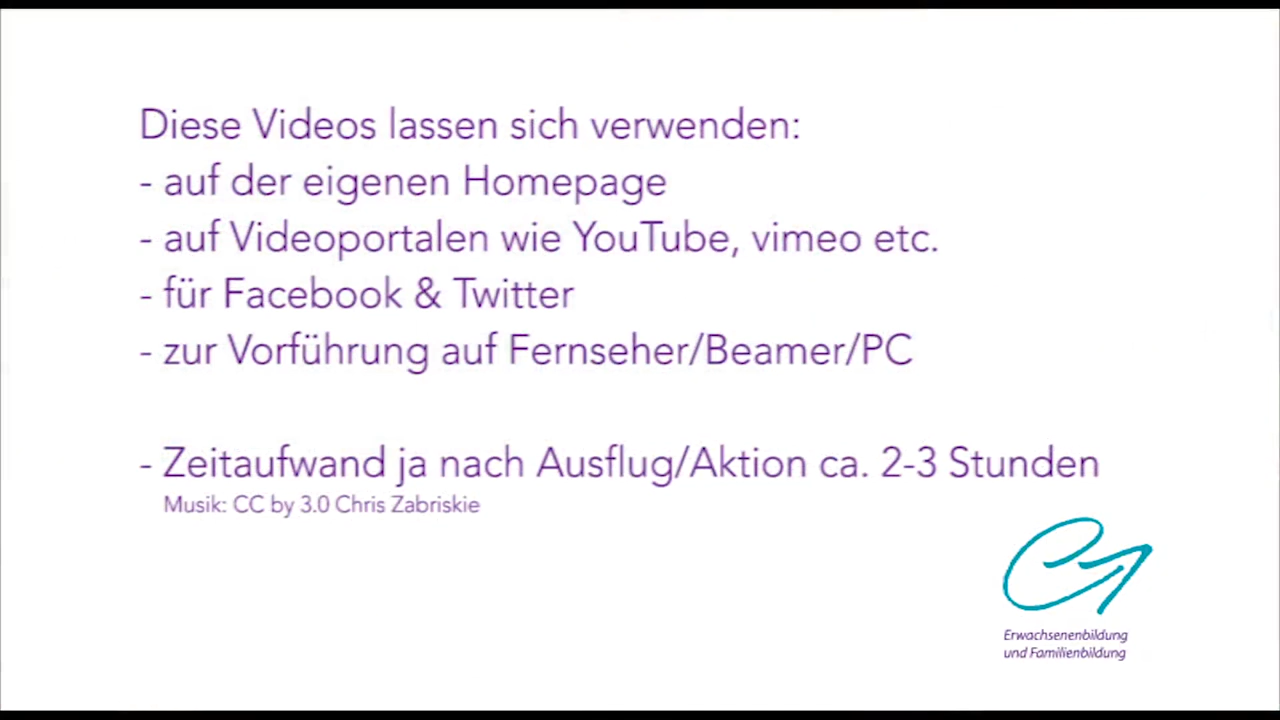 Diese Videos lassen sich verwenden:
- auf der eigenen Homepage
- auf Videoportalen wie YouTube, vimeo etc.
- für Facebook & Twitter
- zur Vorführung auf Fernseher/Beamer/PC
- Zeitaufwand ja nach Ausflug/Aktion ca. 2-3 Stunden
Musik: CC by 3.0 Chris Zabriskie
Erwachsenenbildung
und Familienbildung